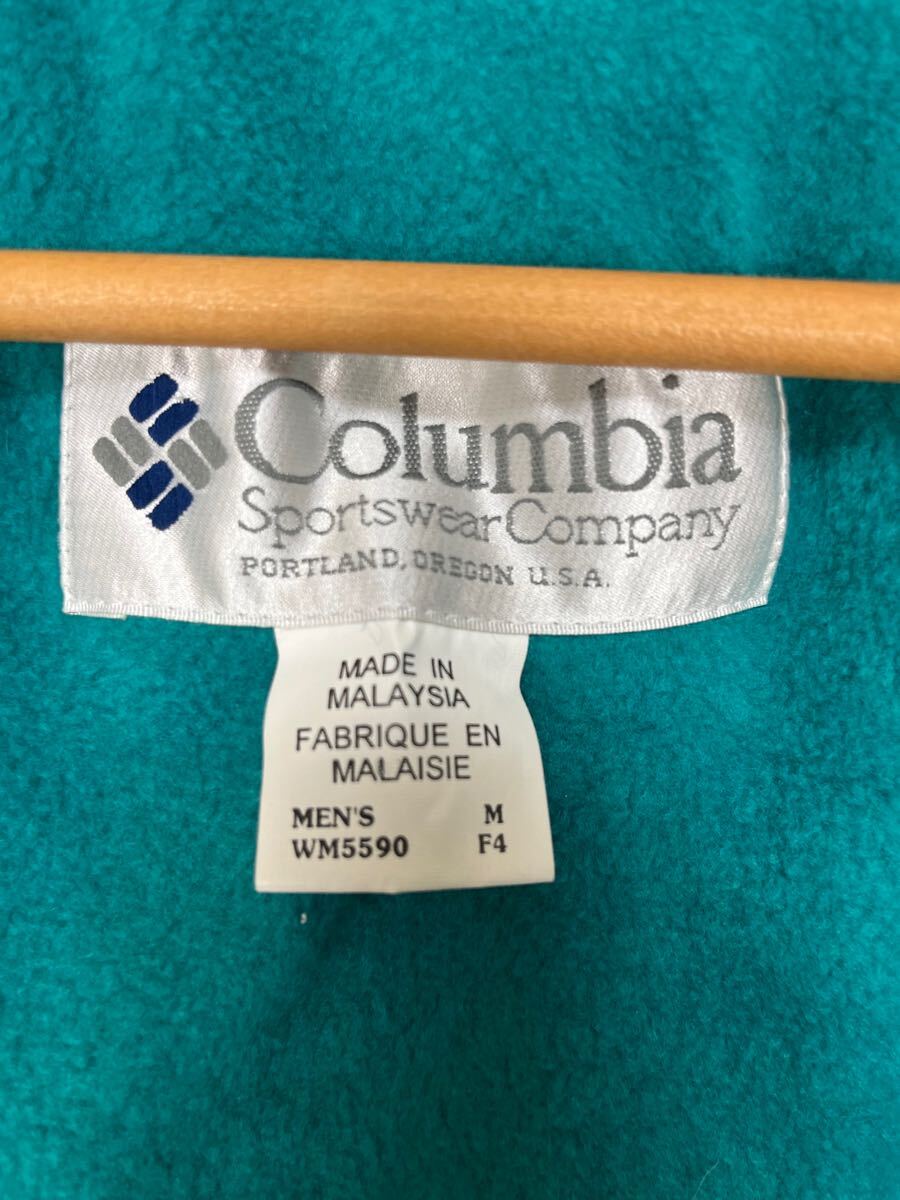 Columbia
Sportswear Company
PORTLAND, OREGON U.S.A.
MADE IN
MALAYSIA
FABRIQUE EN
MALAISIE
MEN'S M
WM5590 F4